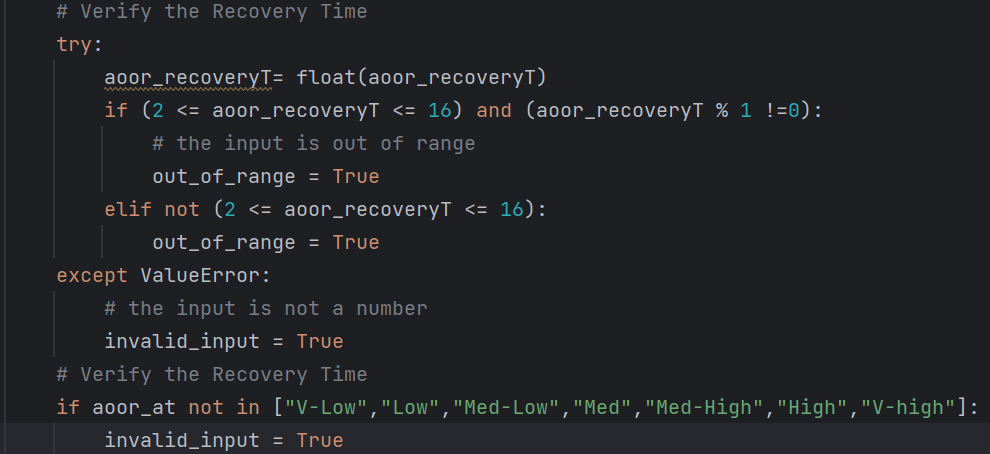 # Verify the Recovery Time
try:
aoor_recoveryT= float(aoor_recoveryT)
if (2 <= aoor_recoveryT <= 16) and (aoor_recoveryT % 1 !=0):
# the input is out of range
out_of_range = True
elif not (2 <= aoor_recoveryT <= 16):
out_of_range = True
except ValueError:
# the input is not a number
invalid_input = True
# Verify the Recovery Time
if aoor_at not in ["V-Low","Low","Med-Low","Med","Med-High","High","V-high"]:
invalid_input = True